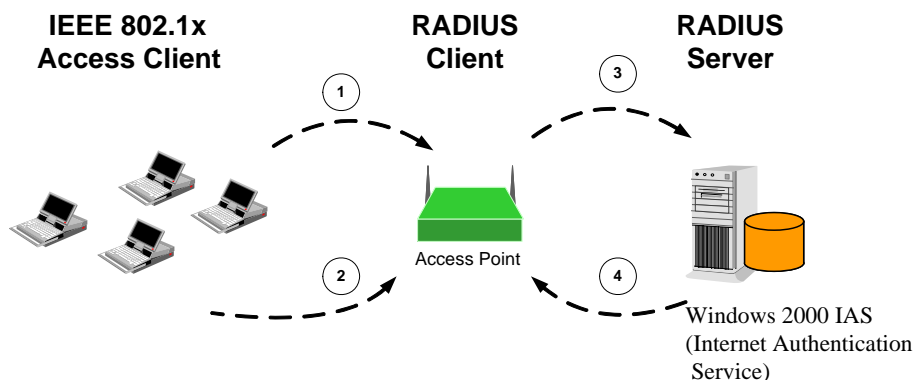 IEEE 802.1x
Access Client
RADIUS
Client
RADIUS
Server
1
3
Access Point
2
4
Windows 2000 IAS
(Internet Authentication
Service)